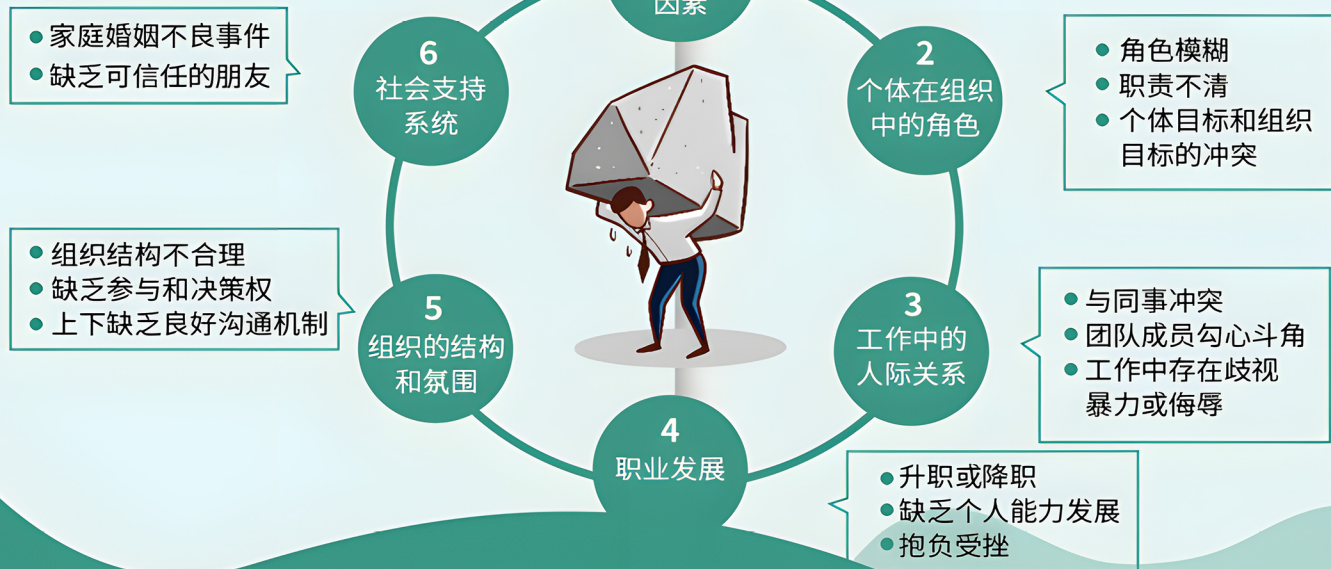 因素
2
个体在组织
中的角色
角色模糊
职责不清
个体目标和组织
目标的冲突
3
工作中的
人际关系
与同事冲突
团队成员勾心斗角
工作中存在歧视
暴力或侮辱
4
职业发展
升职或降职
缺乏个人能力发展
抱负受挫
5
组织的结构
和氛围
组织结构不合理
缺乏参与和决策权
上下缺乏良好沟通机制
6
社会支持
系统
家庭婚姻不良事件
缺乏可信任的朋友